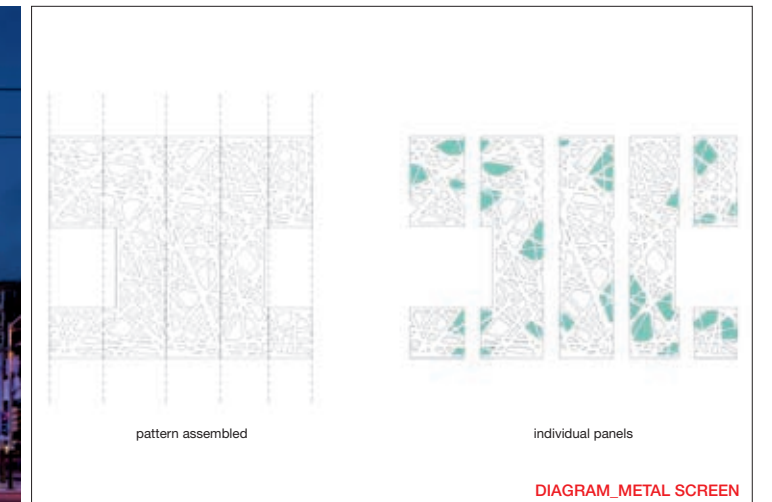 pattern assembled
individual panels
DIAGRAM_METAL SCREEN